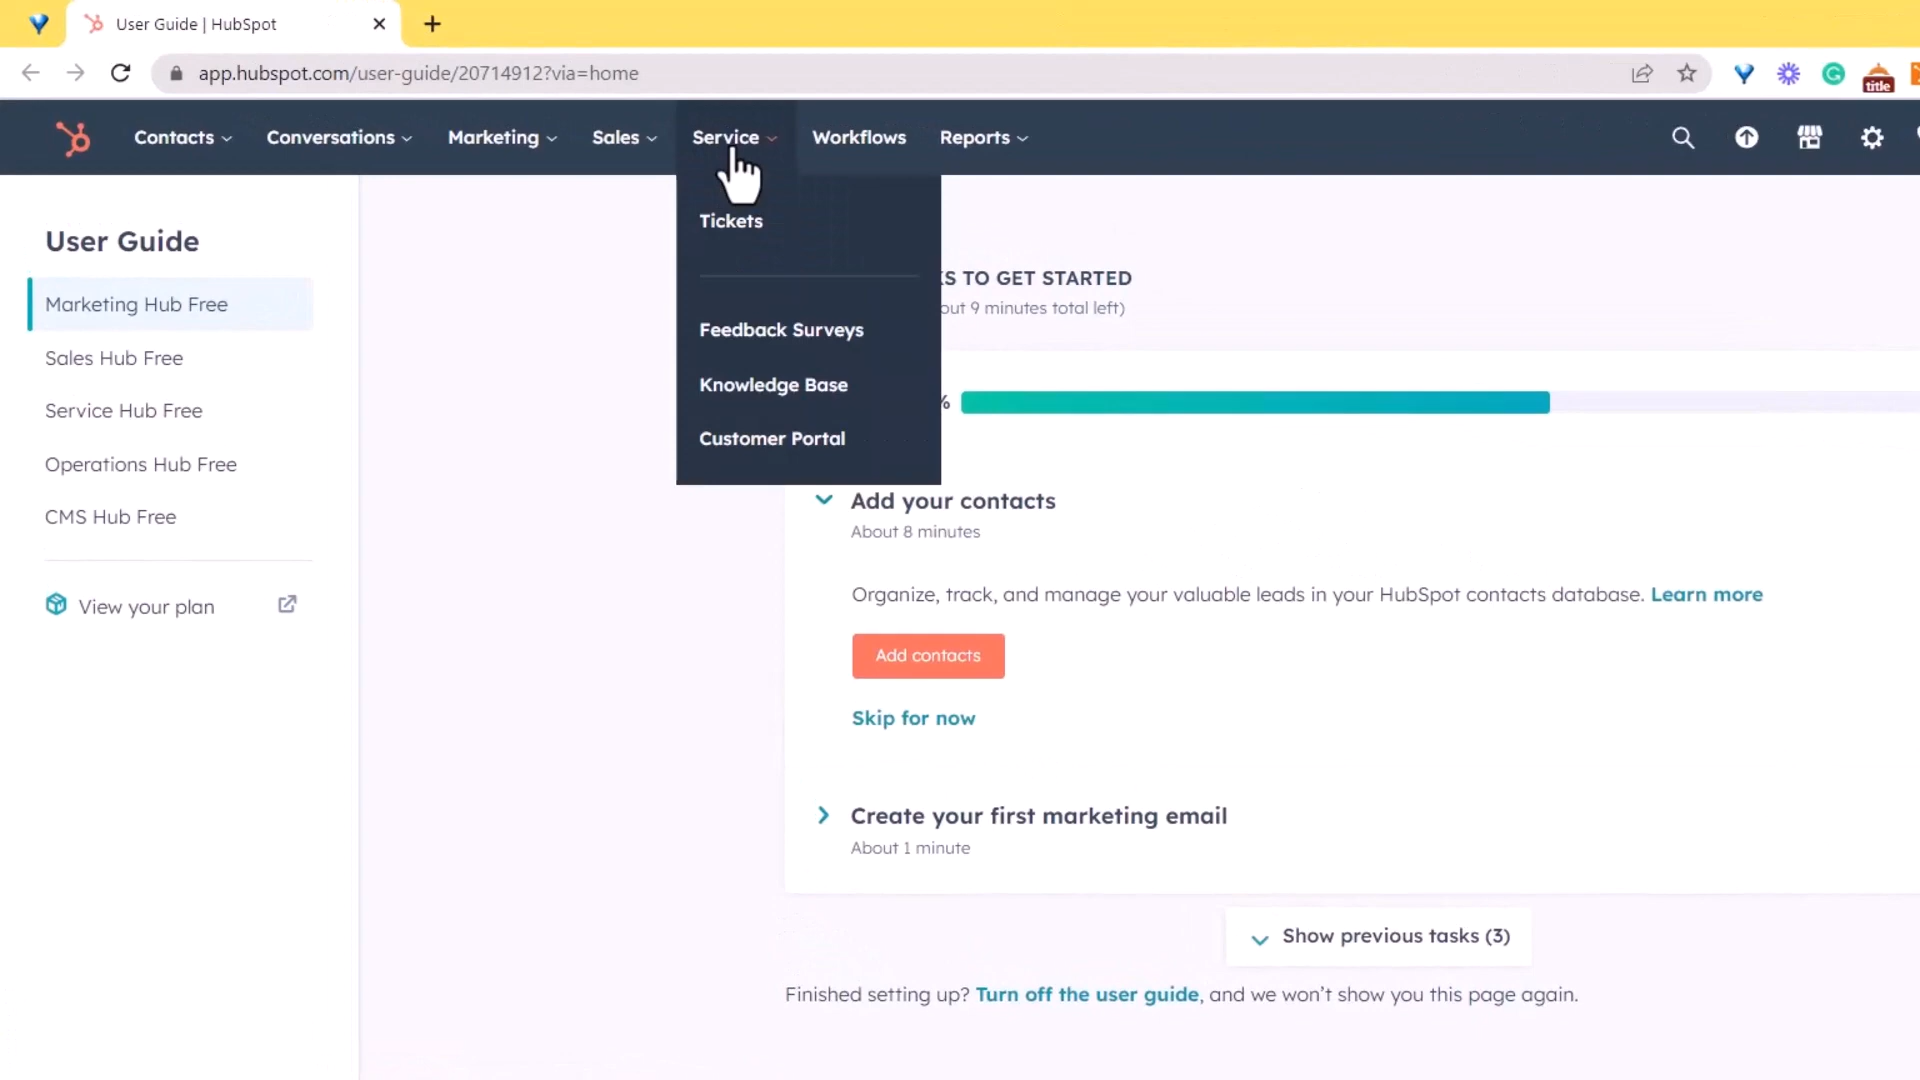 User Guide | HubSpot
app.hubspot.com/user-guide/20714912?via=home
title
Contacts
Conversations
Marketing
Sales
Service
Workflows
Reports
Tickets
Feedback Surveys
Knowledge Base
Customer Portal
User Guide
Marketing Hub Free
Sales Hub Free
Service Hub Free
Operations Hub Free
CMS Hub Free
View your plan
TO GET STARTED
9 minutes total left)
%
Add your contacts
About 8 minutes
Organize, track, and manage your valuable leads in your HubSpot contacts database. Learn more
Add contacts
Skip for now
Create your first marketing email
About 1 minute
Show previous tasks (3)
Finished setting up? Turn off the user guide, and we won't show you this page again.